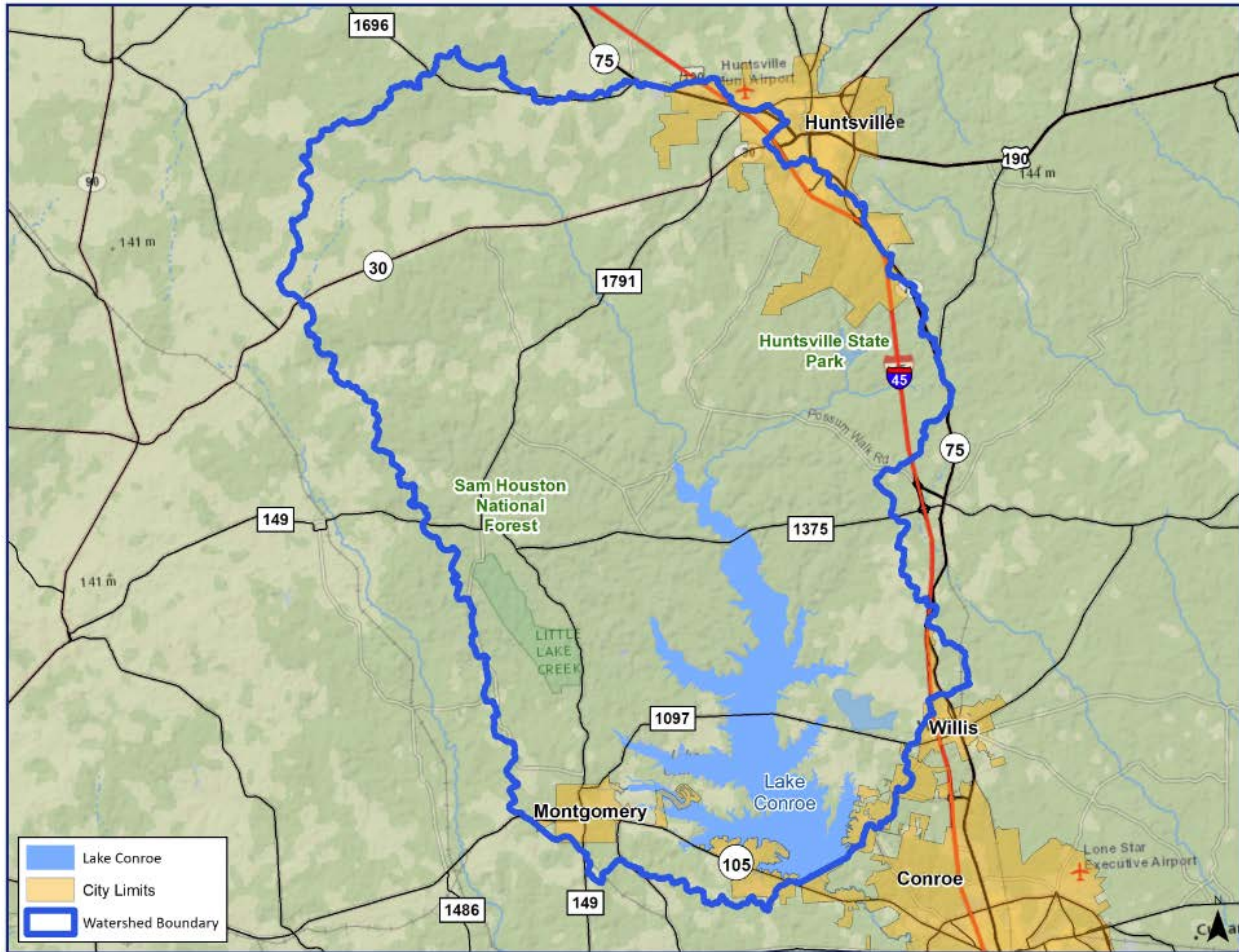 1696
75
Huntsville
Airport
Huntsville
190
90
144 m
30
141 m
30
1791
Huntsville State
Park
45
Possum Walk Rd
75
Sam Houston
National
Forest
149
1375
141 m
LITTLE
LAKE
CREEK
1097
Willis
Lake
Conroe
Montgomery
105
Lone Star
Executive Airport
Conroe
1486
149
N
Lake Conroe
City Limits
Watershed Boundary